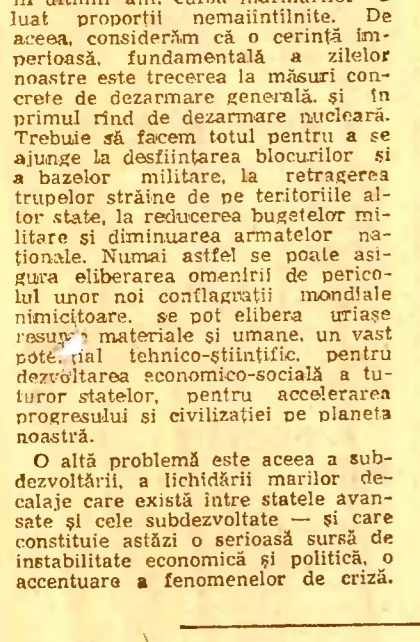 în ultimii ani, cursa
luat proporții nemaiintilnite. De
aceea, considerăm că o cerință im-
perioasă, fundamentală a zilelor
noastre este trecerea la măsuri con-
crete de dezarmare generală. și în
primul rînd de dezarmare nucleară.
Trebuie să facem totul pentru a se
ajunge la desființarea blocurilor și
a bazelor militare, la retragerea
trupelor străine de pe teritoriile al-
tor state, la reducerea bugetelor mi-
litare și diminuarea armatelor na-
ționale. Numai astfel se poate asi-
gura eliberarea omenirii de perico-
lul unor noi conflagrații mondiale
nimicitoare. se pot elibera uriașe
materiale și umane, un vast
tehnico-științific, pentru
dezvoltarea economico-socială a tu-
turor statelor, pentru accelerarea
progresului și civilizației pe planeta
noastră.
O altă problemă este aceea a sub-
dezvoltării, a lichidării marilor de-
calaje care există între statele avan-
sate și cele subdezvoltate — și care
constituie astăzi o serioasă sursă de
instabilitate economică și politică, o
accentuare a fenomenelor de criză.